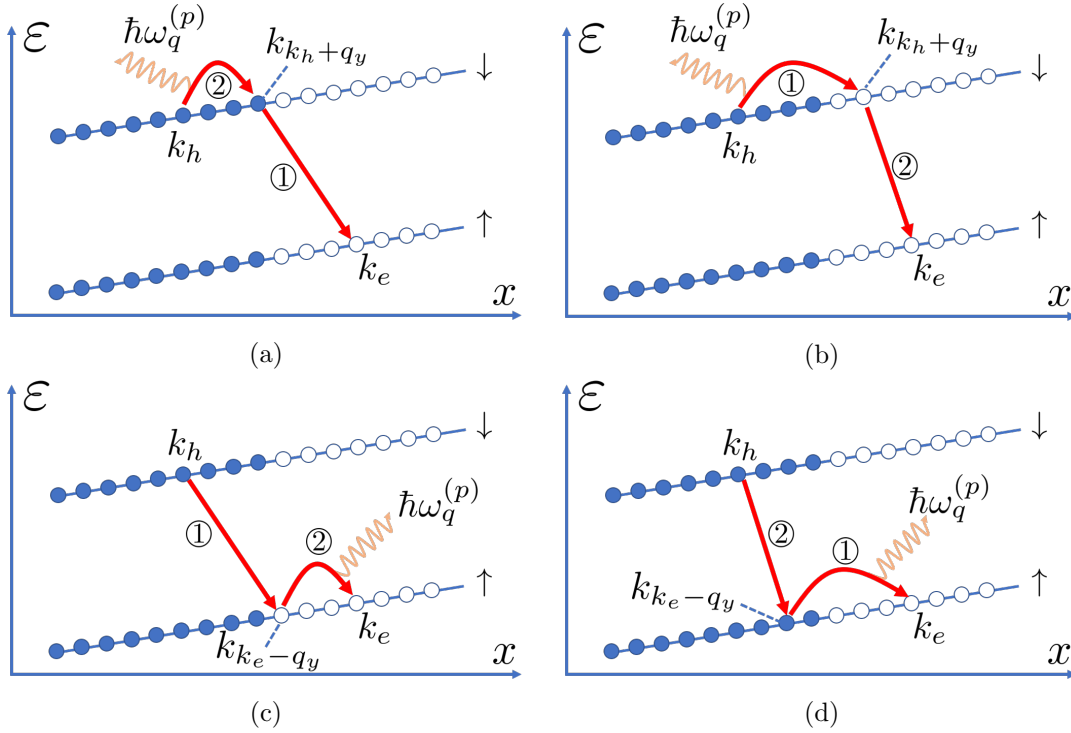 ε
ℏω_q^{(p)}
k_{k_h+q_y}
↓
②
k_h
①
↑
k_e
x
(a)
ε
ℏω_q^{(p)}
k_{k_h+q_y}
↓
①
k_h
②
↑
k_e
x
(b)
ε
k_h
↓
ℏω_q^{(p)}
①
②
↑
k_e
k_{k_e−q_y}
x
(c)
ε
k_h
↓
ℏω_q^{(p)}
②
①
↑
k_{k_e−q_y}
k_e
x
(d)